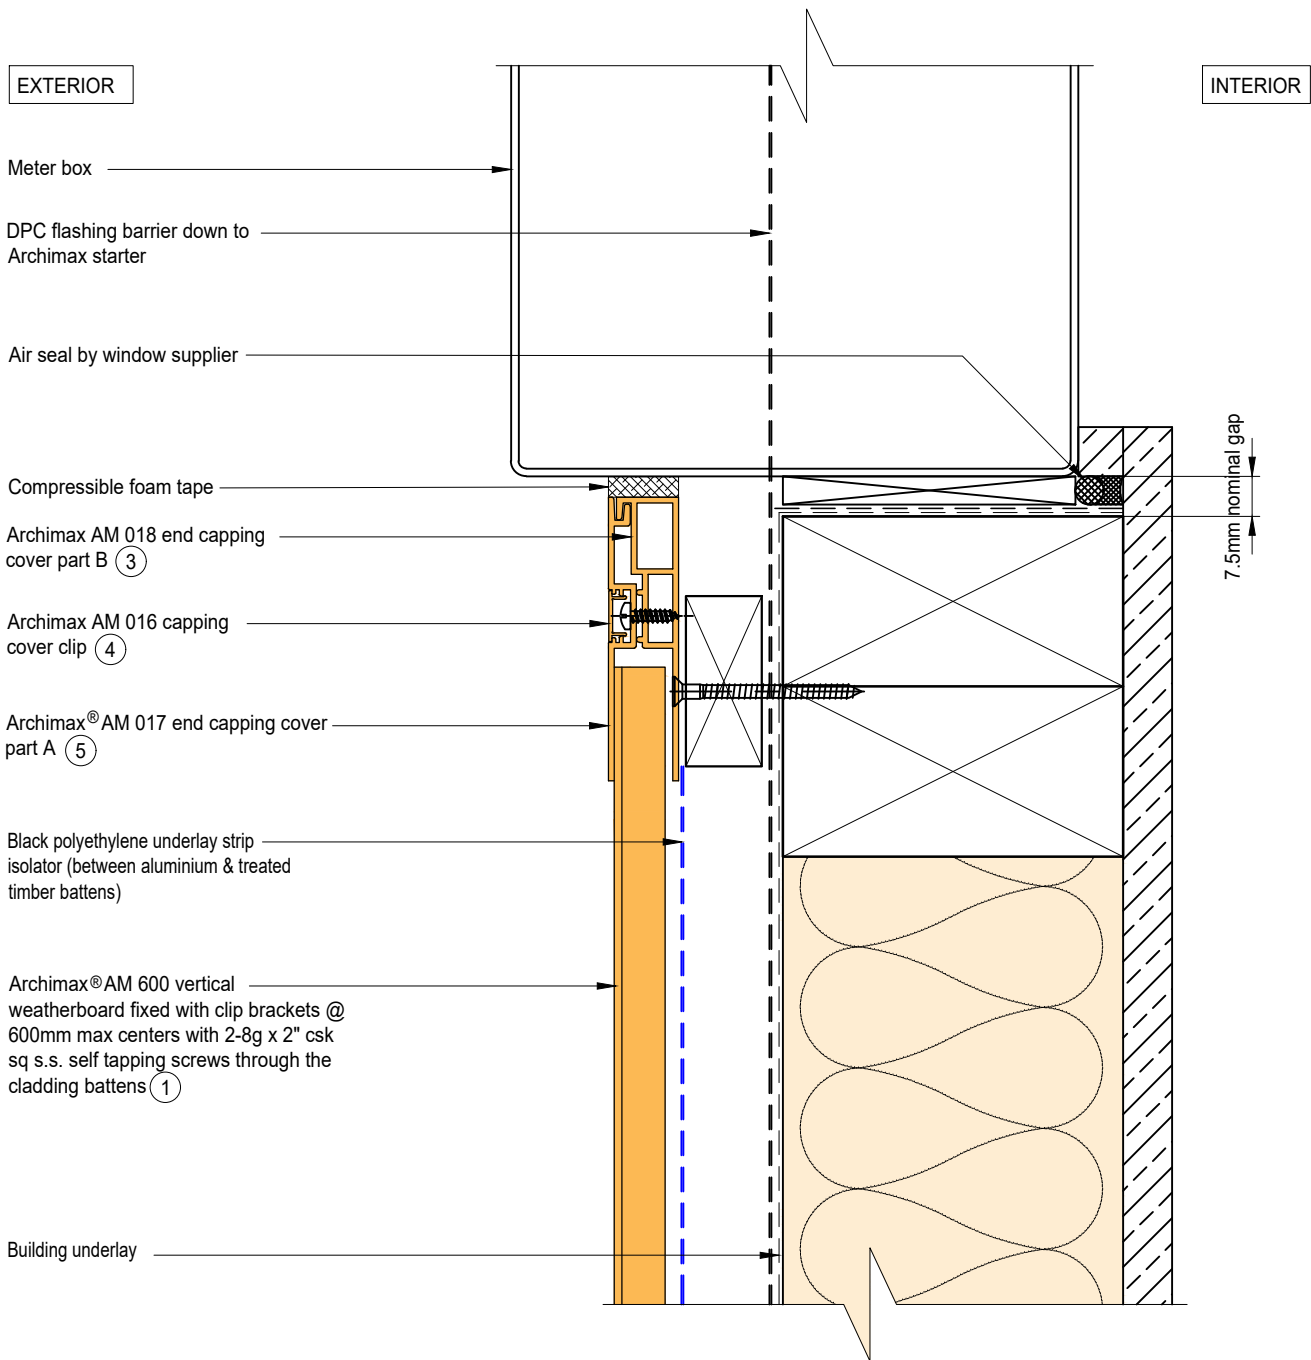 EXTERIOR
INTERIOR
Meter box
DPC flashing barrier down to
Archimax starter
Air seal by window supplier
7.5mm nominal gap
Compressible foam tape
Archimax AM 018 end capping
cover part B 3
Archimax AM 016 capping
cover clip 4
Archimax® AM 017 end capping cover
part A 5
Black polyethylene underlay strip
isolator (between aluminium & treated
timber battens)
Archimax® AM 600 vertical
weatherboard fixed with clip brackets @
600mm max centers with 2-8g x 2" csk
sq s.s. self tapping screws through the
cladding battens 1
Building underlay